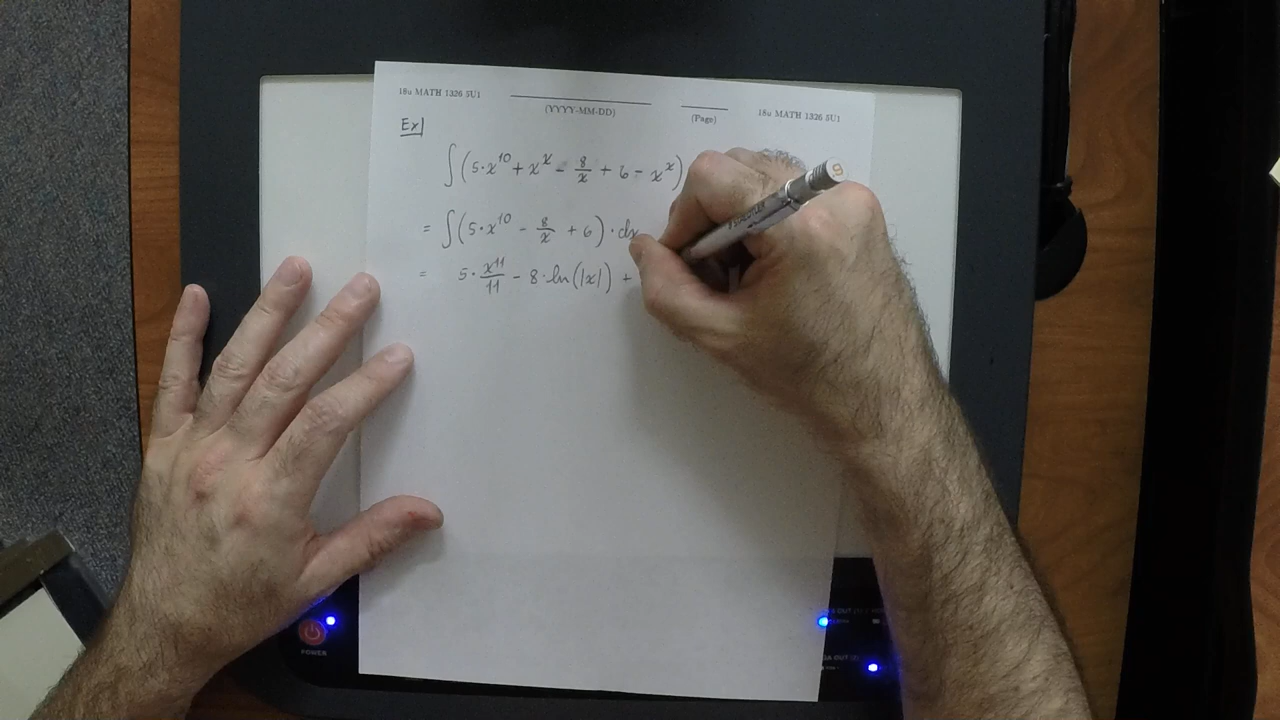 18u MATH 1326 5U1 (YYYY-MM-DD) (Page) 18u MATH 1326 5U1
Ex1
∫(5·x^10 + x^x - 8/x + 6 - x^x)
= ∫(5·x^10 - 8/x + 6)·dx
= 5·x^11/11 - 8·ln(|x|) +
POWER